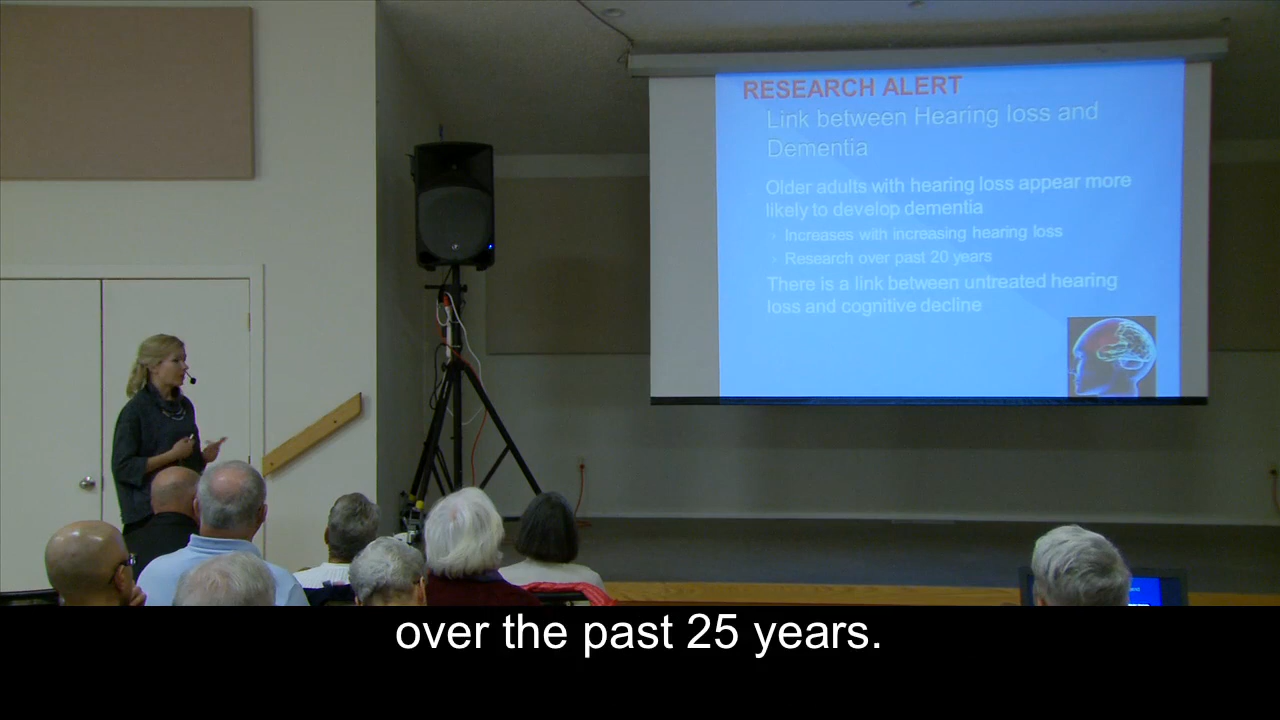 RESEARCH ALERT
Link between Hearing loss and
Dementia
Older adults with hearing loss appear more
likely to develop dementia
Increases with increasing hearing loss
Research over past 20 years
There is a link between untreated hearing
loss and cognitive decline
over the past 25 years.